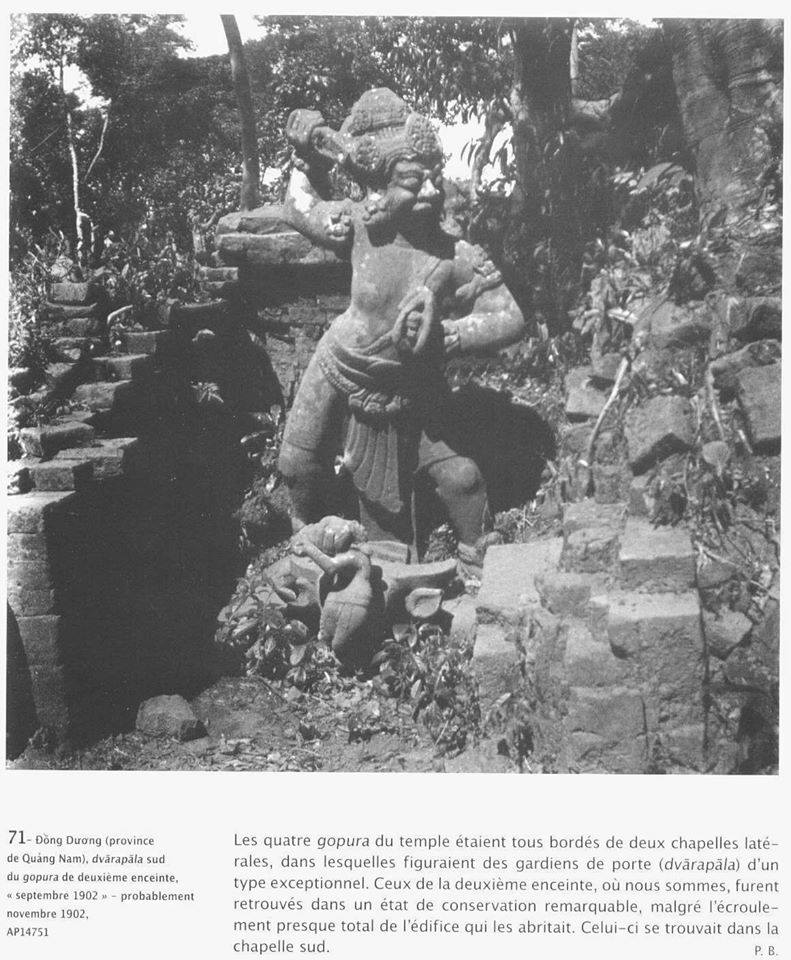 71- Đồng Dương (province
de Quảng Nam), dvārapāla sud
du gopura de deuxième enceinte,
« septembre 1902 » - probablement
novembre 1902,
AP14751
Les quatre gopura du temple étaient tous bordés de deux chapelles laté-
rales, dans lesquelles figuraient des gardiens de porte (dvārapāla) d'un
type exceptionnel. Ceux de la deuxième enceinte, où nous sommes, furent
retrouvés dans un état de conservation remarquable, malgré l'écroule-
ment presque total de l'édifice qui les abritait. Celui-ci se trouvait dans la
chapelle sud.
P. B.